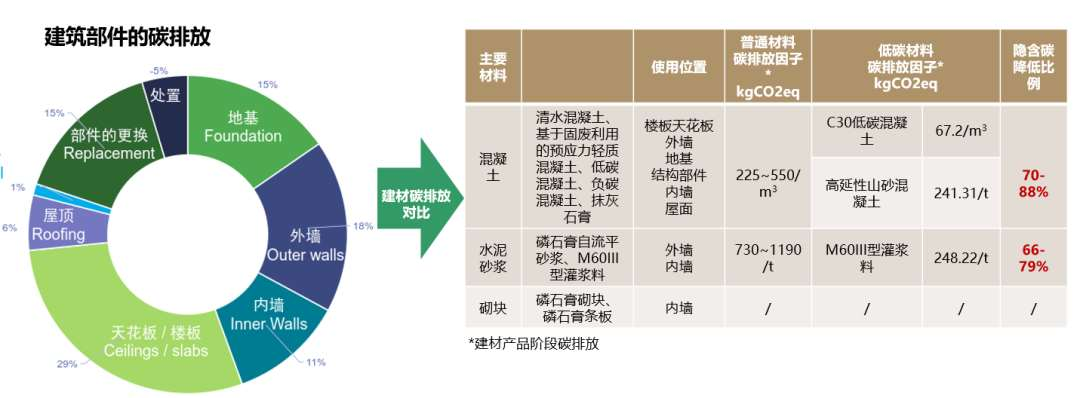 建筑部件的碳排放
-5%
处置
15%
地基
Foundation
15%
部件的更换
Replacement
1%
6%
屋顶
Roofing
外墙
Outer walls
18%
内墙
Inner Walls
11%
天花板 / 楼板
Ceilings / slabs
29%
建材碳排放
对比
主要
材料
使用位置
普通材料
碳排放因子
*
kgCO2eq
低碳材料
碳排放因子*
kgCO2eq
隐含碳
降低比
例
混凝
土
清水混凝土、
基于固废利用
的预应力轻质
混凝土、低碳
混凝土、负碳
混凝土、抹灰
石膏
楼板天花板
外墙
地基
结构部件
内墙
屋面
225~550/
m³
C30低碳混凝
土
67.2/m³
高延性山砂混
凝土
241.31/t
70-
88%
水泥
砂浆
磷石膏自流平
砂浆、M60III
型灌浆料
外墙
内墙
730~1190
/t
M60III型灌浆
料
248.22/t
66-
79%
砌块
磷石膏砌块、
磷石膏条板
内墙
/
/
/
/
*建材产品阶段碳排放